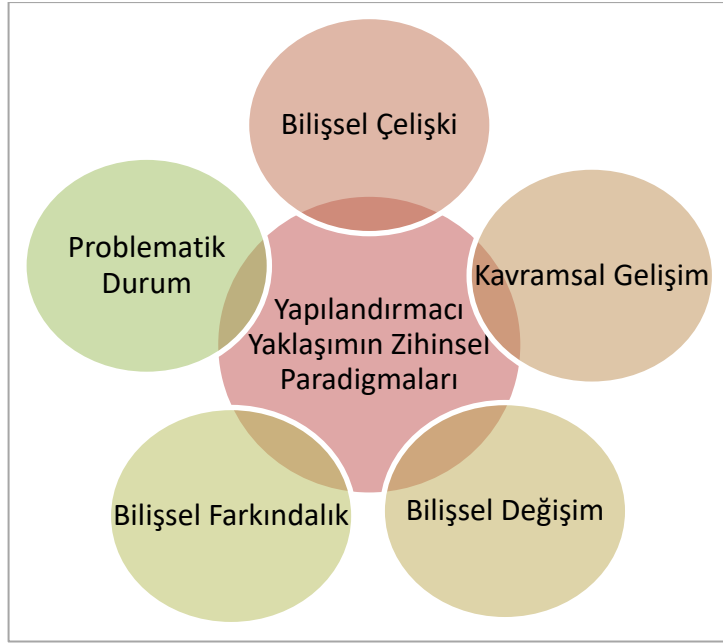 Bilişsel Çelişki
Problematik
Durum
Kavramsal Gelişim
Yapılandırmacı
Yaklaşımın Zihinsel
Paradigmaları
Bilişsel Farkındalık
Bilişsel Değişim